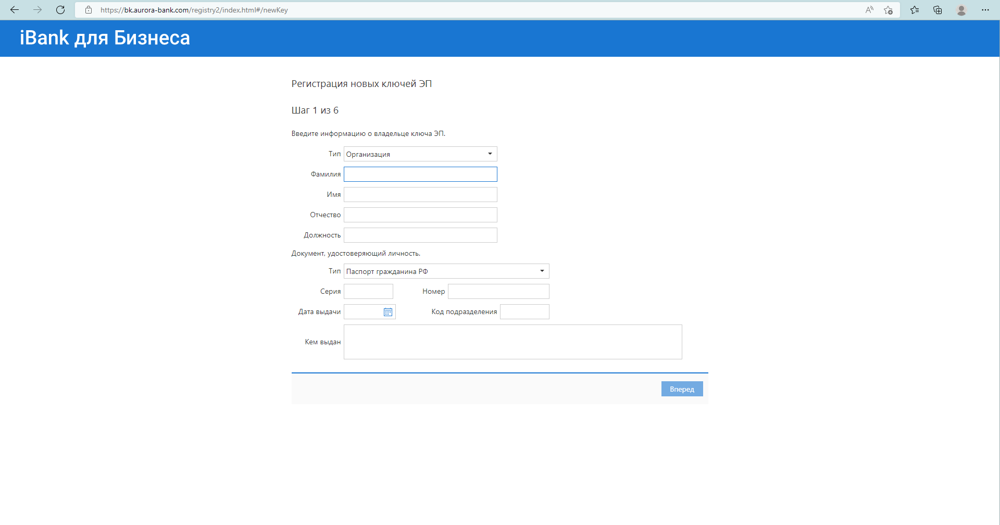 https://bk.aurora-bank.com/registry2/index.html#/newKey
iBank для Бизнеса
Регистрация новых ключей ЭП
Шаг 1 из 6
Введите информацию о владельце ключа ЭП.
Тип Организация
Фамилия
Имя
Отчество
Должность
Документ, удостоверяющий личность.
Тип Паспорт гражданина РФ
Серия Номер
Дата выдачи Код подразделения
Кем выдан
Вперед